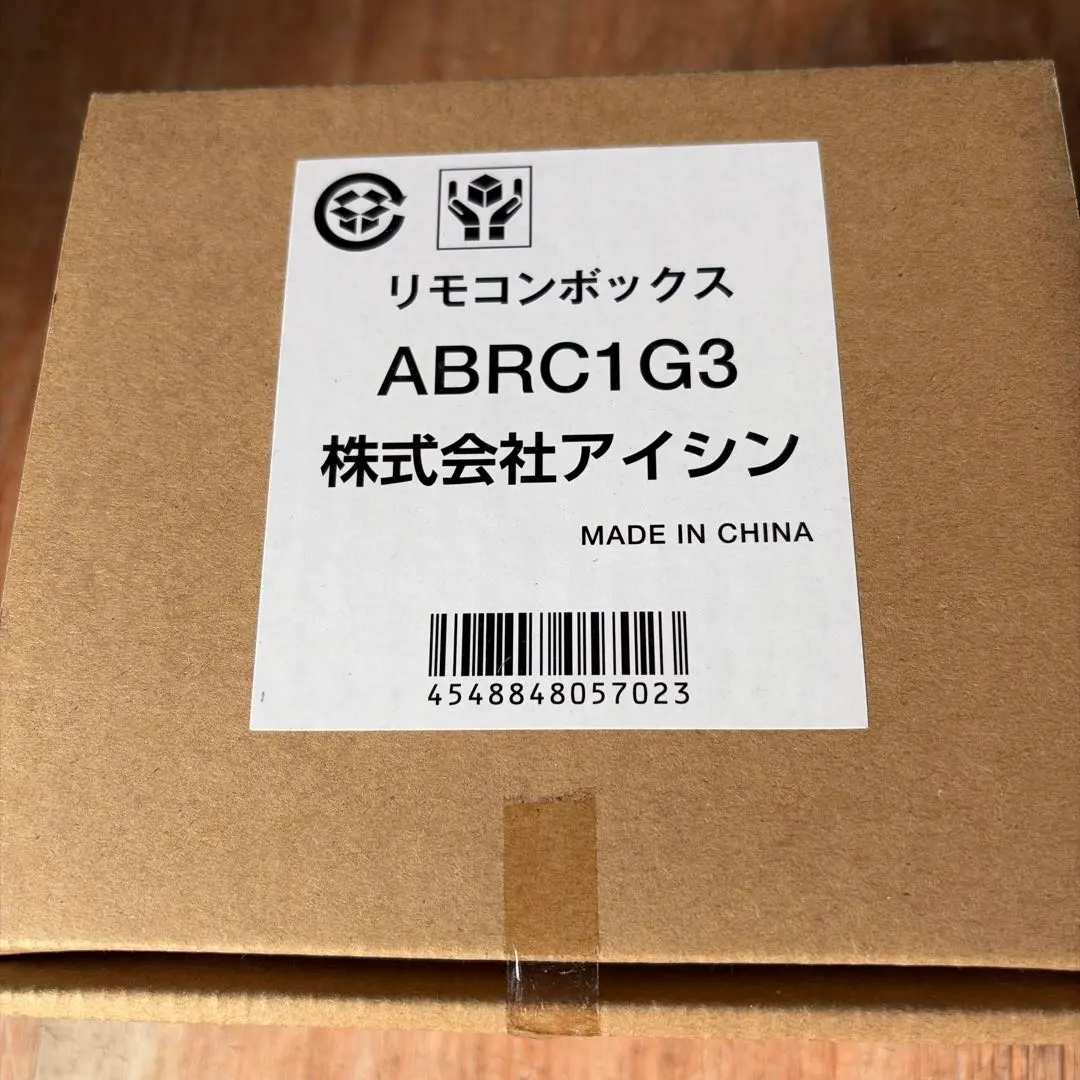 リモコンボックス
ABRC1G3
株式会社アイシン
MADE IN CHINA
4548848057023